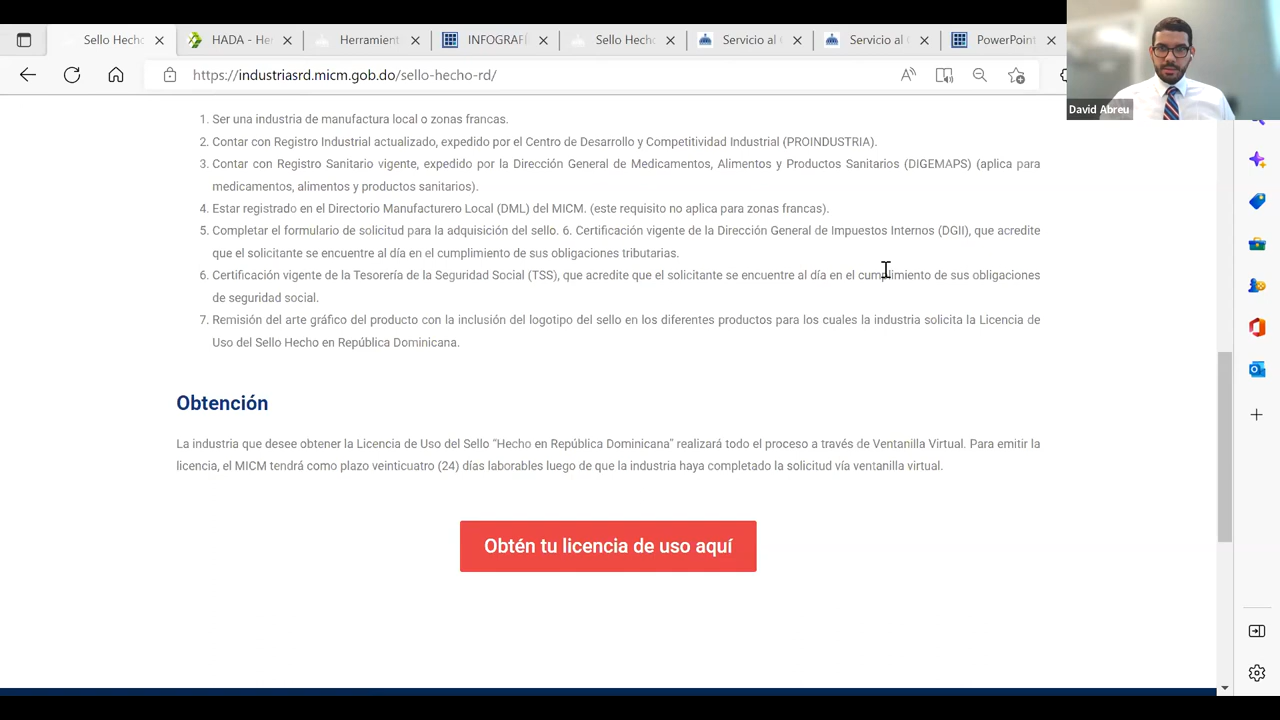 Sello Hecho
HADA - Her
Herramient
INFOGRAFÍ
Sello Hecho
Servicio al
Servicio al
PowerPoint
https://industriasrd.micm.gob.do/sello-hecho-rd/
David Abreu
1. Ser una industria de manufactura local o zonas francas.
2. Contar con Registro Industrial actualizado, expedido por el Centro de Desarrollo y Competitividad Industrial (PROINDUSTRIA).
3. Contar con Registro Sanitario vigente, expedido por la Dirección General de Medicamentos, Alimentos y Productos Sanitarios (DIGEMAPS) (aplica para
medicamentos, alimentos y productos sanitarios).
4. Estar registrado en el Directorio Manufacturero Local (DML) del MICM. (este requisito no aplica para zonas francas).
5. Completar el formulario de solicitud para la adquisición del sello. 6. Certificación vigente de la Dirección General de Impuestos Internos (DGII), que acredite
que el solicitante se encuentre al día en el cumplimiento de sus obligaciones tributarias.
6. Certificación vigente de la Tesorería de la Seguridad Social (TSS), que acredite que el solicitante se encuentre al día en el cumplimiento de sus obligaciones
de seguridad social.
7. Remisión del arte gráfico del producto con la inclusión del logotipo del sello en los diferentes productos para los cuales la industria solicita la Licencia de
Uso del Sello Hecho en República Dominicana.
Obtención
La industria que desee obtener la Licencia de Uso del Sello “Hecho en República Dominicana” realizará todo el proceso a través de Ventanilla Virtual. Para emitir la
licencia, el MICM tendrá como plazo veinticuatro (24) días laborables luego de que la industria haya completado la solicitud vía ventanilla virtual.
Obtén tu licencia de uso aquí